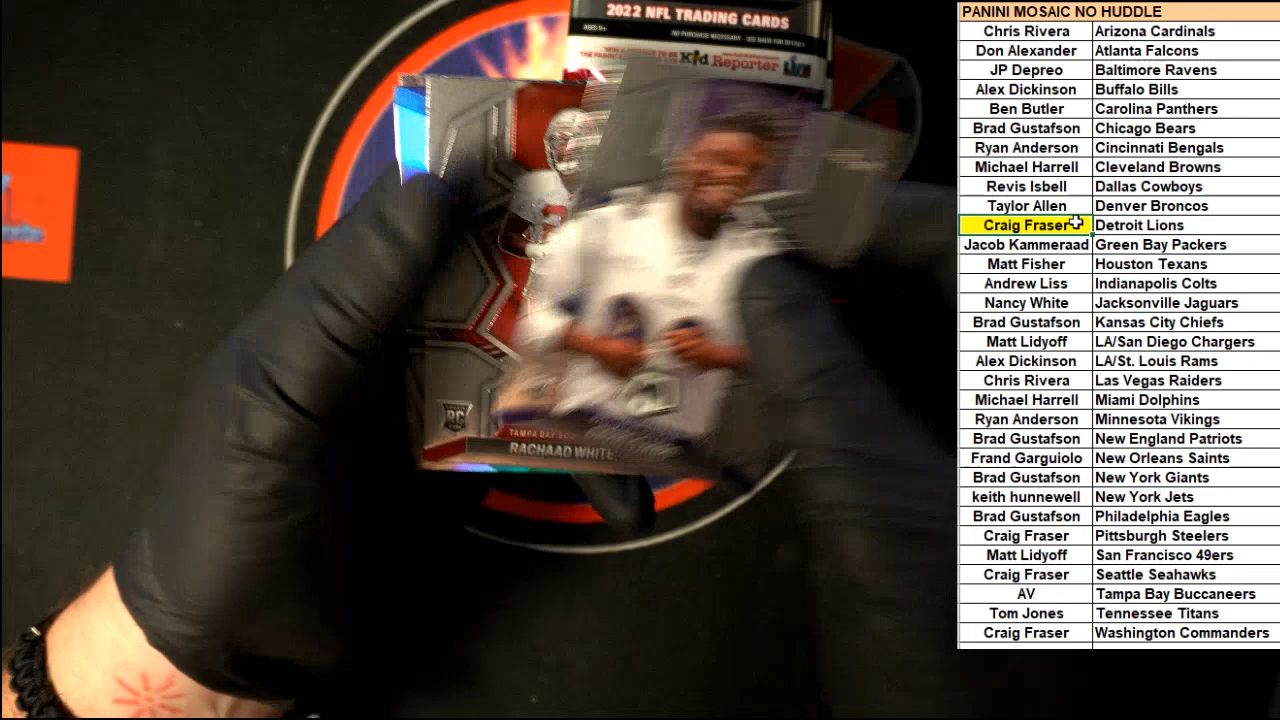 2022 NFL TRADING CARDS
Kid Reporter
RC
TAMPA BAY
RACHAAD WHITE
PANINI MOSAIC NO HUDDLE
Chris Rivera Arizona Cardinals
Don Alexander Atlanta Falcons
JP Depreo Baltimore Ravens
Alex Dickinson Buffalo Bills
Ben Butler Carolina Panthers
Brad Gustafson Chicago Bears
Ryan Anderson Cincinnati Bengals
Michael Harrell Cleveland Browns
Revis Isbell Dallas Cowboys
Taylor Allen Denver Broncos
Craig Fraser Detroit Lions
Jacob Kammeraad Green Bay Packers
Matt Fisher Houston Texans
Andrew Liss Indianapolis Colts
Nancy White Jacksonville Jaguars
Brad Gustafson Kansas City Chiefs
Matt Lidyoff LA/San Diego Chargers
Alex Dickinson LA/St. Louis Rams
Chris Rivera Las Vegas Raiders
Michael Harrell Miami Dolphins
Ryan Anderson Minnesota Vikings
Brad Gustafson New England Patriots
Frand Garguiolo New Orleans Saints
Brad Gustafson New York Giants
keith hunnewell New York Jets
Brad Gustafson Philadelphia Eagles
Craig Fraser Pittsburgh Steelers
Matt Lidyoff San Francisco 49ers
Craig Fraser Seattle Seahawks
AV Tampa Bay Buccaneers
Tom Jones Tennessee Titans
Craig Fraser Washington Commanders